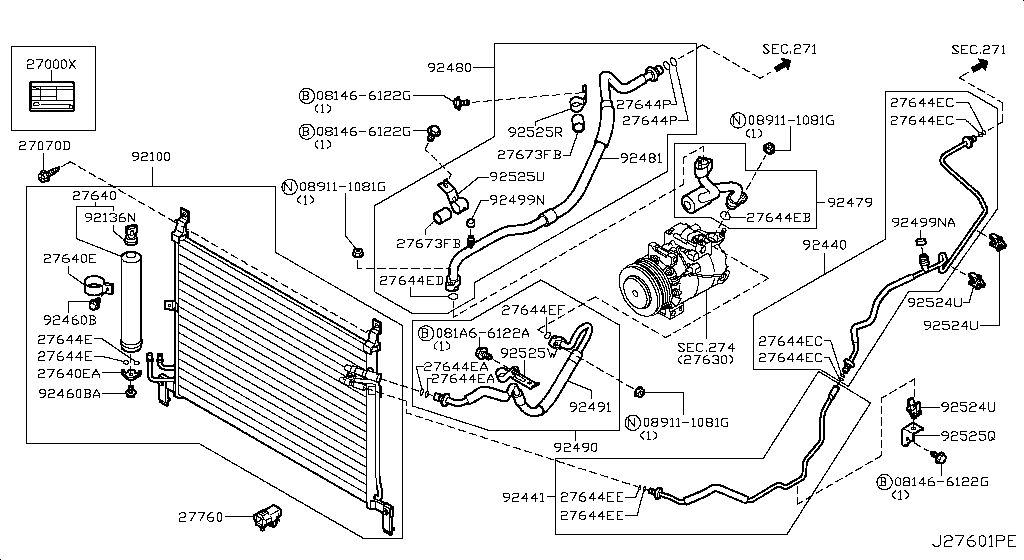 27000X
27070D
92100
27640
92136N
27640E
92460B
27644E
27644E
27640EA
92460BA
27760
B 08146-6122G
(1)
B 08146-6122G
(1)
N 08911-1081G
(1)
92480
92525R
27673FB
92525U
92499N
27673FB
27644ED
27644P
27644P
92481
SEC.271
N 08911-1081G
(1)
92479
27644EB
SEC.274
(27630)
27644EF
B 081A6-6122A
(1)
92525
27644EA
27644EA
92491
N 08911-1081G
(1)
92490
SEC.271
27644EC
27644EC
92499NA
92440
92524U
92524U
27644EC
27644EC
92441
27644EE
27644EE
92524U
92525Q
B 08146-6122G
(1)
J27601PE